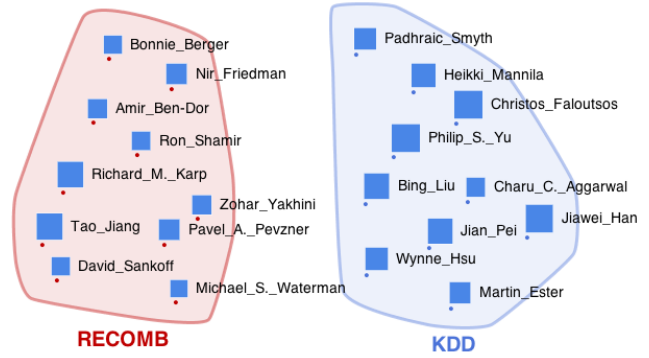 Bonnie_Berger
Nir_Friedman
Amir_Ben-Dor
Ron_Shamir
Richard_M._Karp
Zohar_Yakhini
Tao_Jiang
Pavel_A._Pevzner
David_Sankoff
Michael_S._Waterman
RECOMB
Padhraic_Smyth
Heikki_Mannila
Christos_Faloutsos
Philip_S._Yu
Bing_Liu
Charu_C._Aggarwal
Jiawei_Han
Jian_Pei
Wynne_Hsu
Martin_Ester
KDD